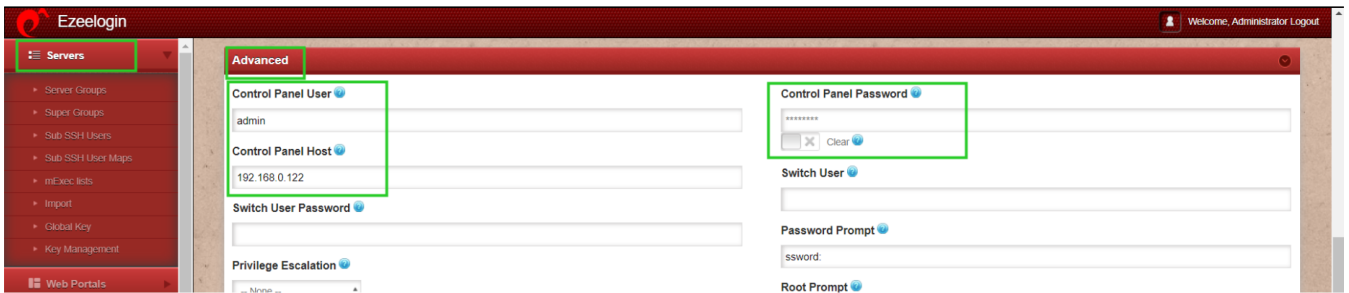 Ezeelogin
Welcome, Administrator Logout
Servers
Server Groups
Super Groups
Sub SSH Users
Sub SSH User Maps
mExec lists
Import
Global Key
Key Management
Web Portals
Advanced
Control Panel User
admin
Control Panel Host
192.168.0.122
Switch User Password
Privilege Escalation
-- None --
Control Panel Password
********
Clear
Switch User
Password Prompt
ssword:
Root Prompt